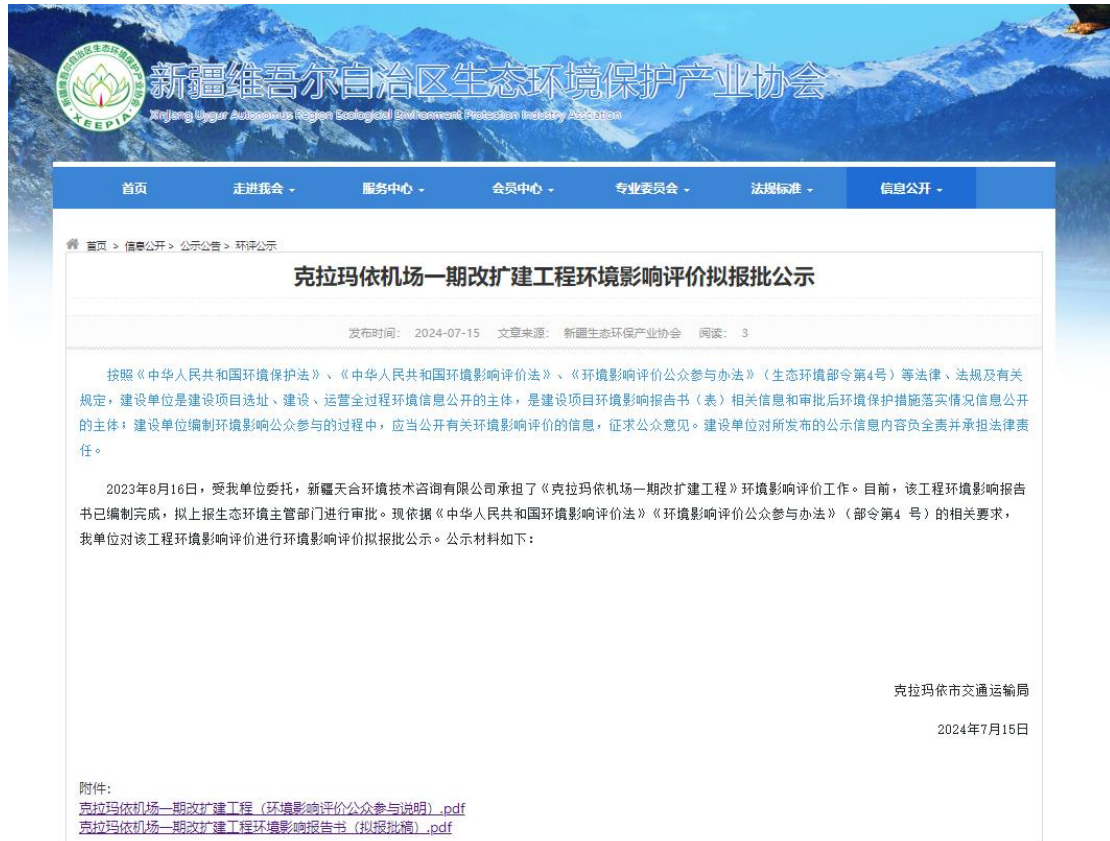 新疆维吾尔自治区生态环境保护产业协会
XEEPIA
首页 走进我会 服务中心 会员中心 专业委员会 法规标准 信息公开
首页 > 信息公开 > 公示公告 > 环评公示
克拉玛依机场一期改扩建工程环境影响评价拟报批公示
发布时间： 2024-07-15 文章来源： 新疆生态环保产业协会 阅读： 3
按照《中华人民共和国环境保护法》、《中华人民共和国环境影响评价法》、《环境影响评价公众参与办法》（生态环境部令第4号）等法律、法规及有关
规定，建设单位是建设项目选址、建设、运营全过程环境信息公开的主体，是建设项目环境影响报告书（表）相关信息和审批后环境保护措施落实情况信息公开
的主体；建设单位编制环境影响公众参与的过程中，应当公开有关环境影响评价的信息，征求公众意见。建设单位对所发布的公示信息内容负全责并承担法律责
任。
2023年8月16日，受我单位委托，新疆天合环境技术咨询有限公司承担了《克拉玛依机场一期改扩建工程》环境影响评价工作。目前，该工程环境影响报告
书已编制完成，拟上报生态环境主管部门进行审批。现依据《中华人民共和国环境影响评价法》《环境影响评价公众参与办法》（部令第4 号）的相关要求，
我单位对该工程环境影响评价进行环境影响评价拟报批公示。公示材料如下：
克拉玛依市交通运输局
2024年7月15日
附件：
克拉玛依机场一期改扩建工程（环境影响评价公众参与说明）.pdf
克拉玛依机场一期改扩建工程环境影响报告书（拟报批稿）.pdf